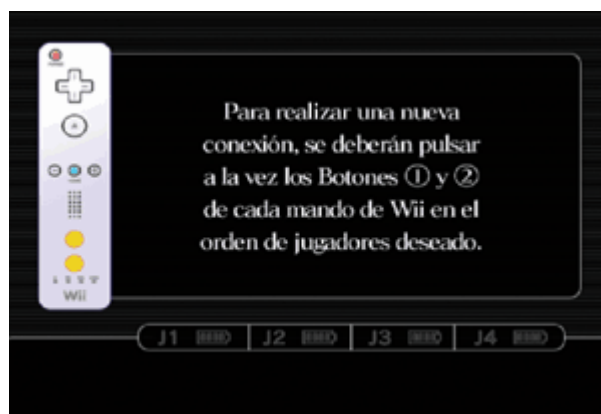 Para realizar una nueva
conexión, se deberán pulsar
a la vez los Botones ① y ②
de cada mando de Wii en el
orden de jugadores deseado.
Wii
J1 J2 J3 J4